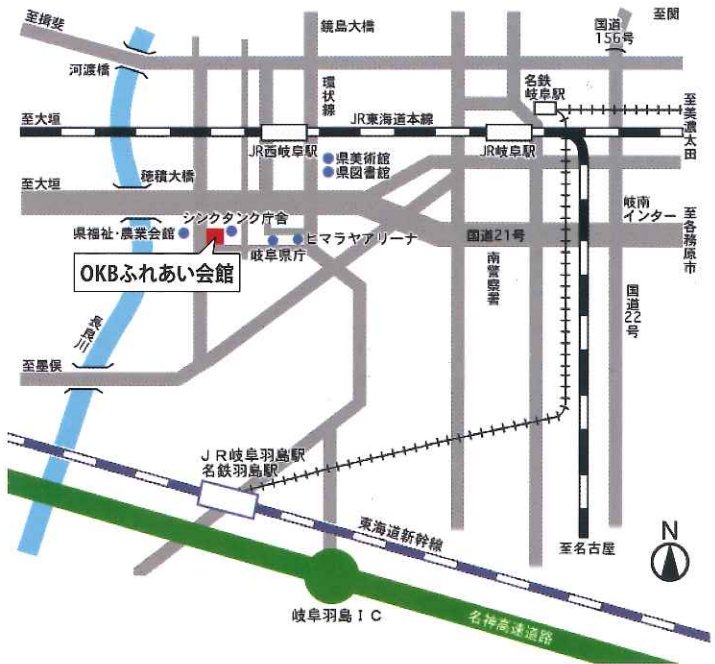 至揖斐
鏡島大橋
国道
156号
至関
河渡橋
環状線
名鉄
岐阜駅
至美濃太田
至大垣
JR東海道本線
JR西岐阜駅
JR岐阜駅
県美術館
県図書館
穂積大橋
至大垣
岐南
インター
シンクタンク庁舎
県福祉・農業会館
ヒマラヤアリーナ
岐阜県庁
国道21号
至各務原市
OKBふれあい会館
南警察署
国道22号
長良川
至墨俣
JR岐阜羽島駅
名鉄羽島駅
東海道新幹線
至名古屋
N
岐阜羽島IC
名神高速道路